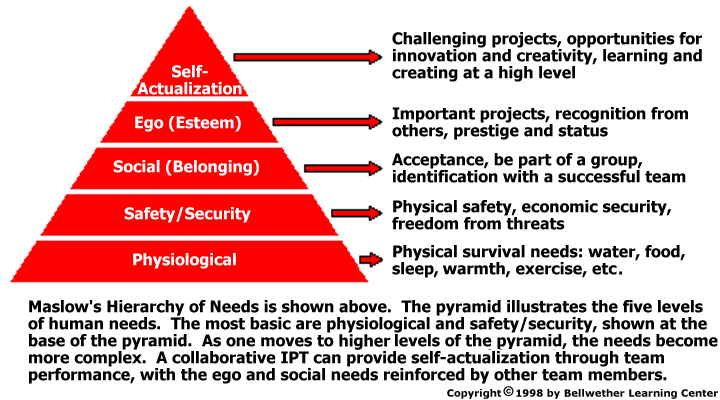 Self-
Actualization
Challenging projects, opportunities for
innovation and creativity, learning and
creating at a high level
Ego (Esteem)
Important projects, recognition from
others, prestige and status
Social (Belonging)
Acceptance, be part of a group,
identification with a successful team
Safety/Security
Physical safety, economic security,
freedom from threats
Physiological
Physical survival needs: water, food,
sleep, warmth, exercise, etc.
Maslow's Hierarchy of Needs is shown above. The pyramid illustrates the five levels
of human needs. The most basic are physiological and safety/security, shown at the
base of the pyramid. As one moves to higher levels of the pyramid, the needs become
more complex. A collaborative IPT can provide self-actualization through team
performance, with the ego and social needs reinforced by other team members.
Copyright © 1998 by Bellwether Learning Center